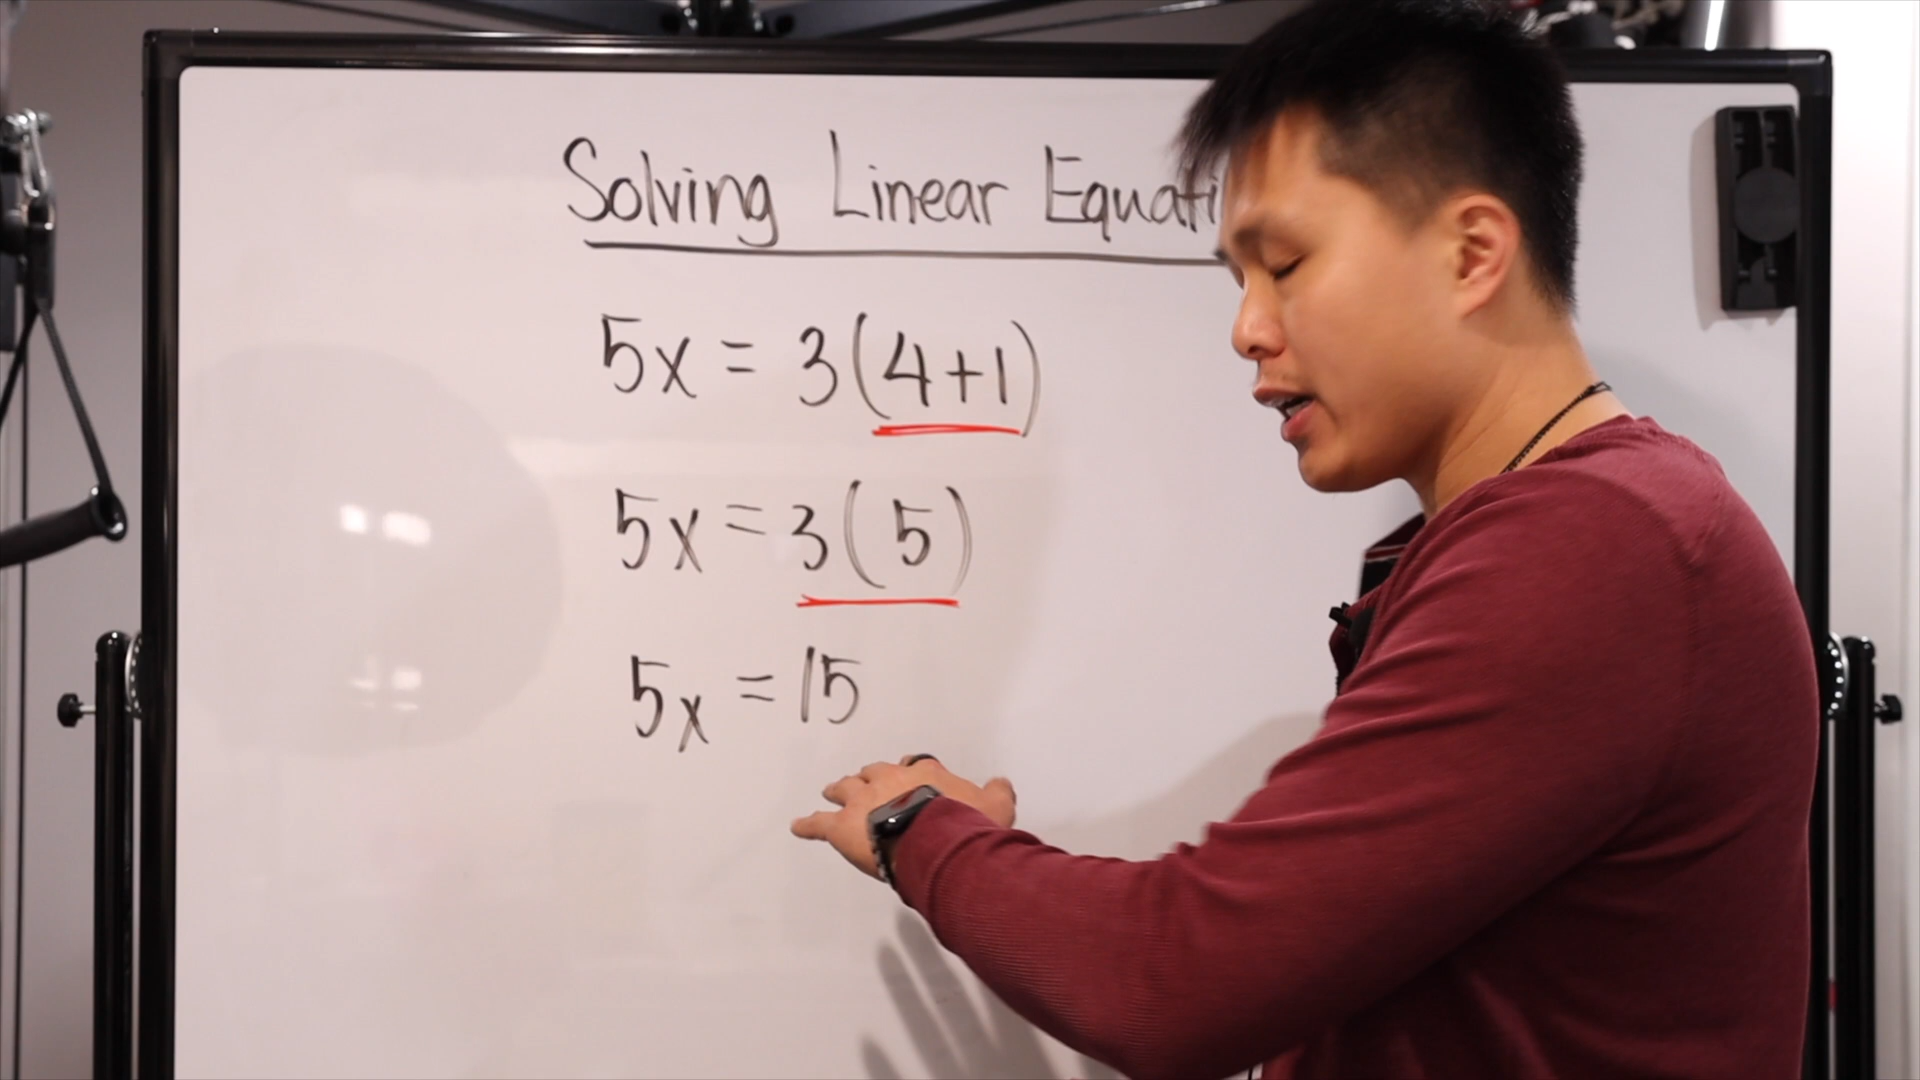 Solving Linear Equati
5x = 3(4+1)
5x = 3(5)
5x = 15